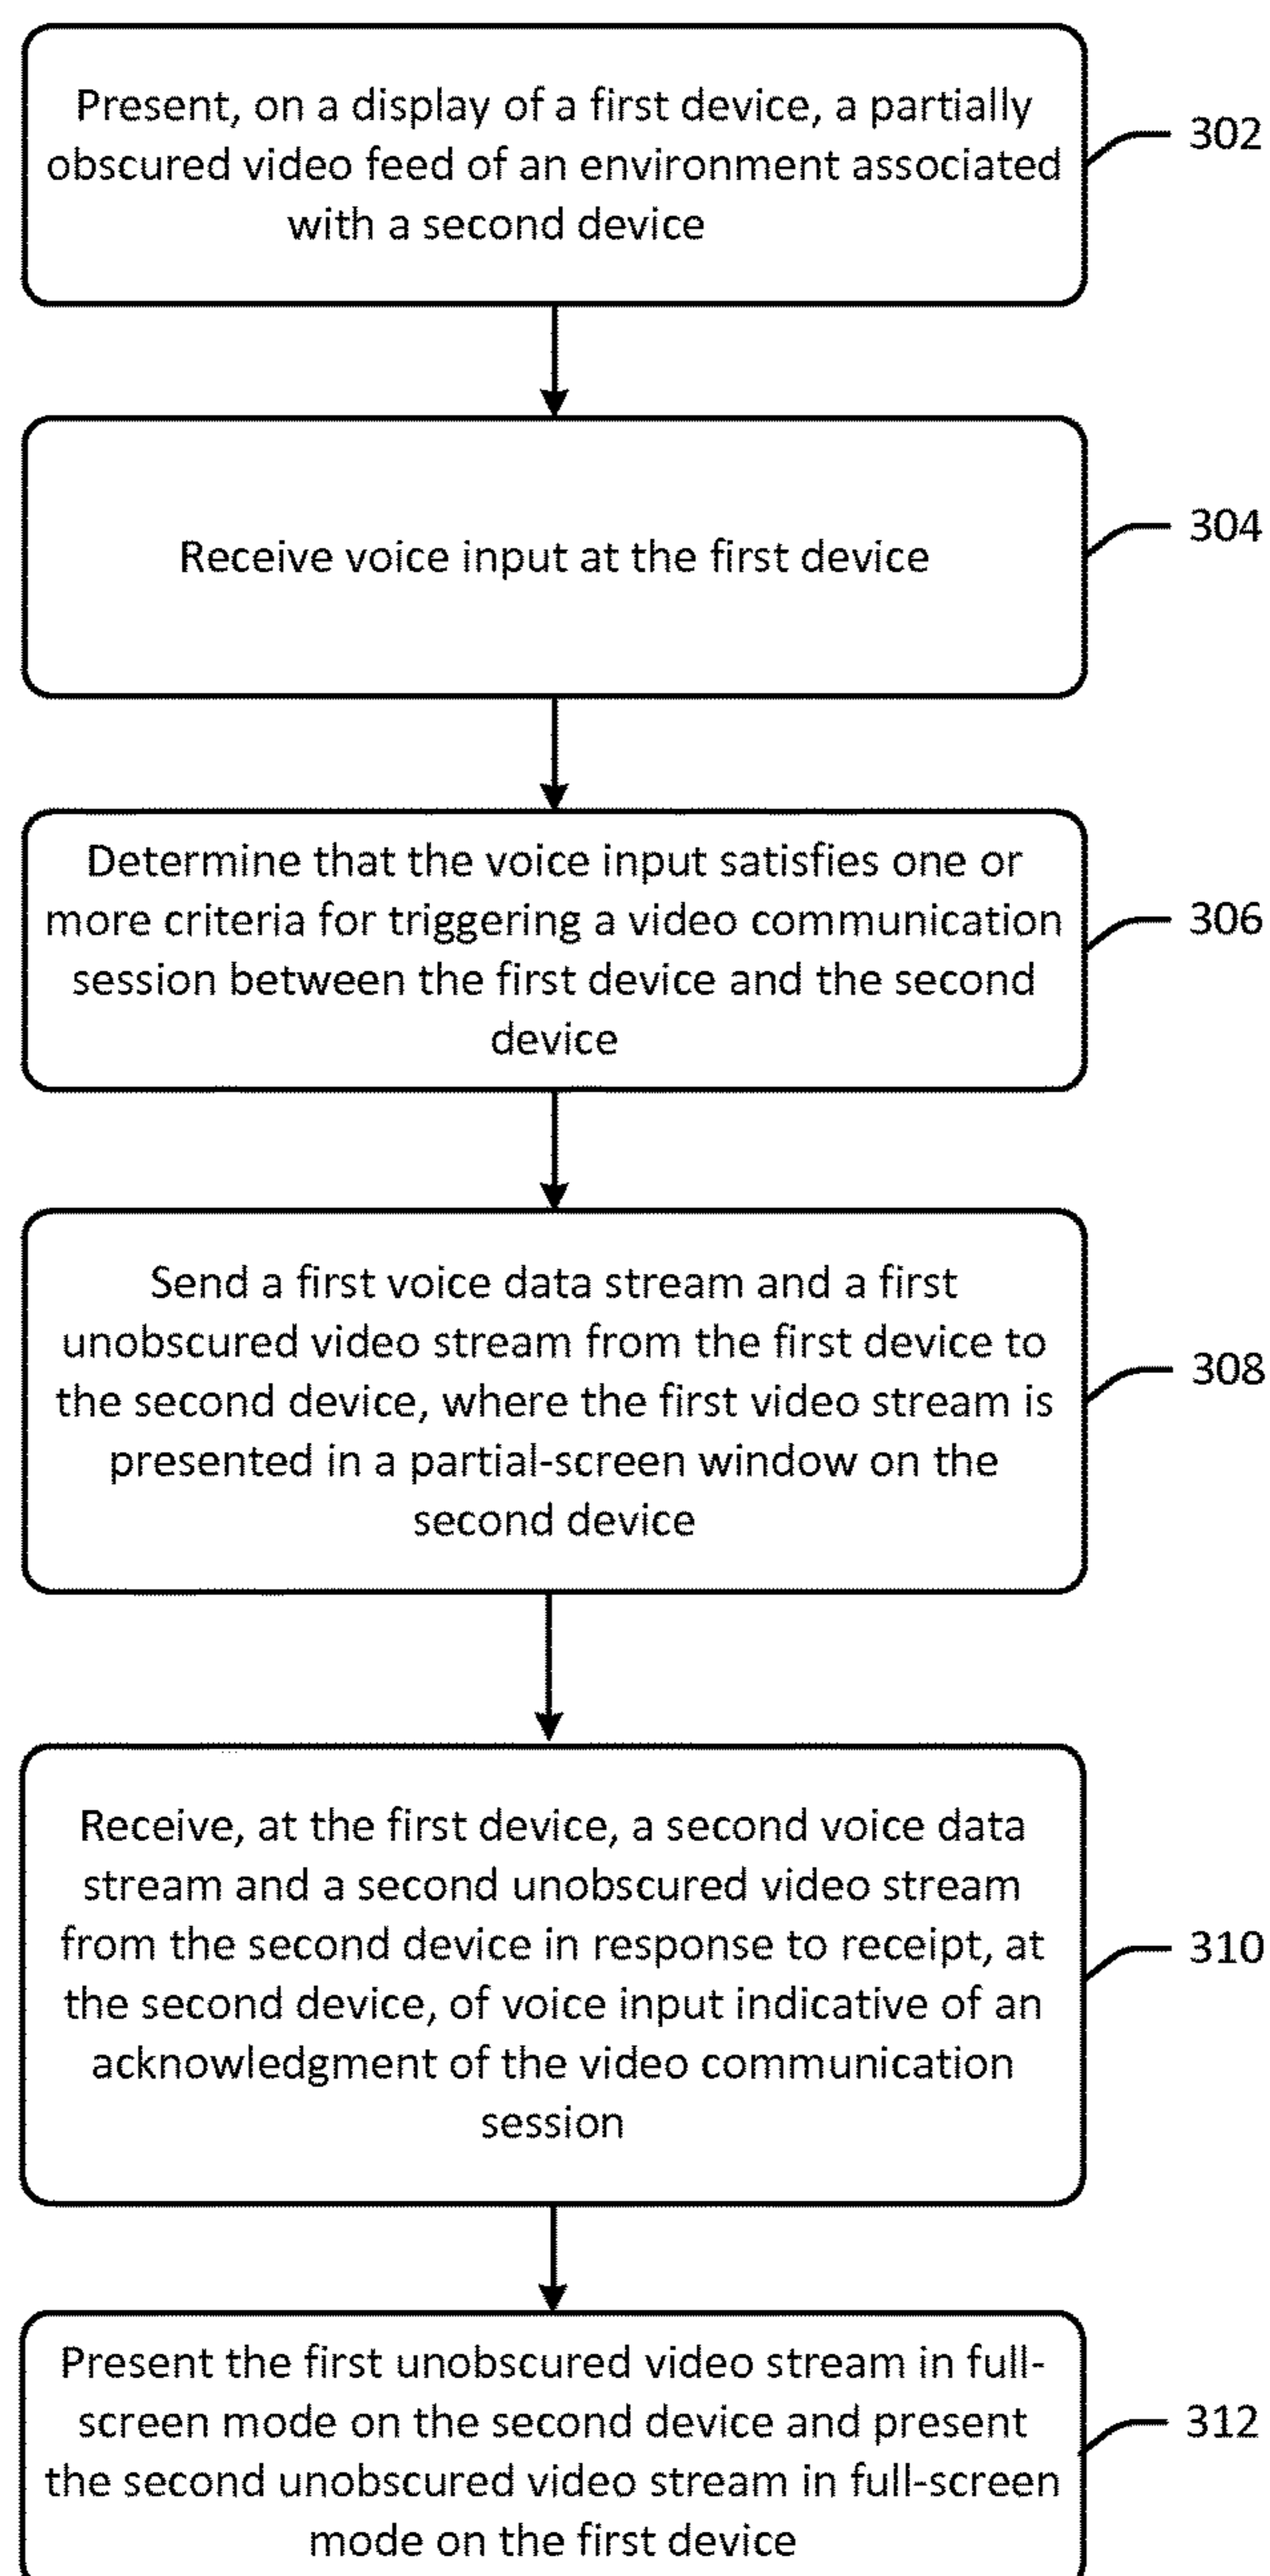 Present, on a display of a first device, a partially
obscured video feed of an environment associated
with a second device
302
Receive voice input at the first device
304
Determine that the voice input satisfies one or
more criteria for triggering a video communication
session between the first device and the second
device
306
Send a first voice data stream and a first
unobscured video stream from the first device to
the second device, where the first video stream is
presented in a partial-screen window on the
second device
308
Receive, at the first device, a second voice data
stream and a second unobscured video stream
from the second device in response to receipt, at
the second device, of voice input indicative of an
acknowledgment of the video communication
session
310
Present the first unobscured video stream in full-
screen mode on the second device and present
the second unobscured video stream in full-screen
mode on the first device
312